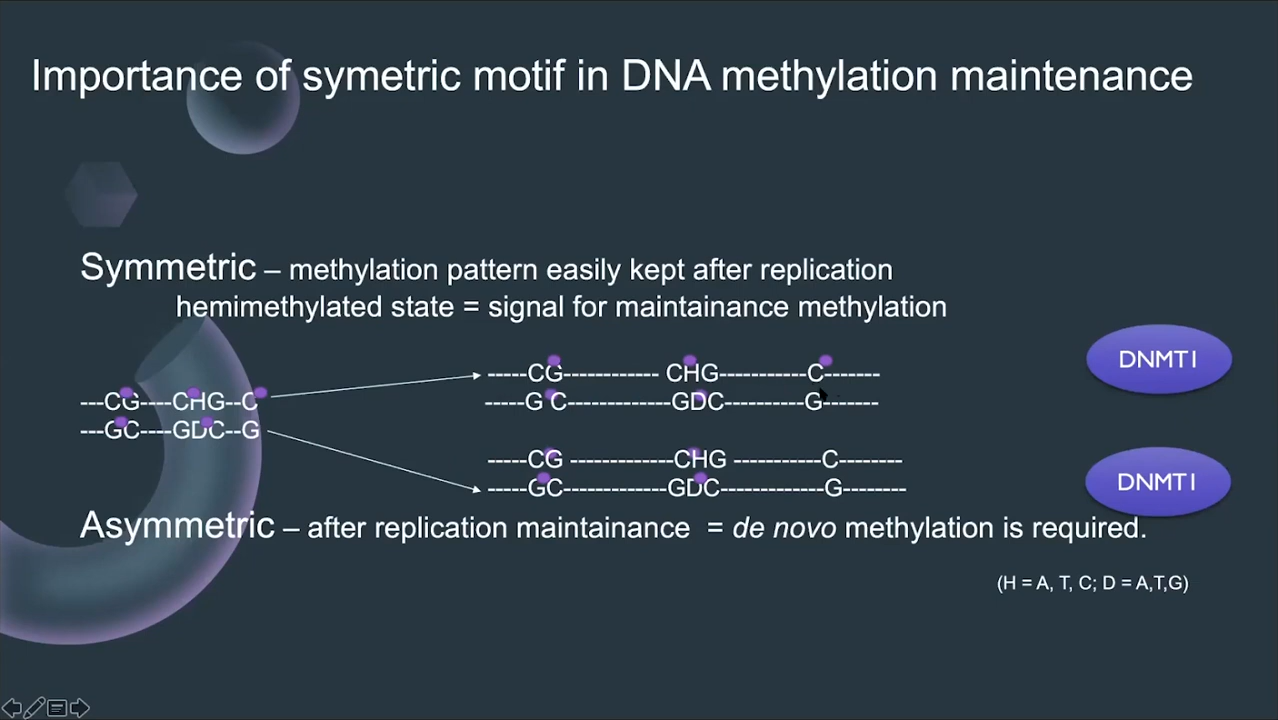 Importance of symetric motif in DNA methylation maintenance
Symmetric – methylation pattern easily kept after replication
hemimethylated state = signal for maintainance methylation
DNMT1
-----CG------------ CHG-----------C-------
---CG----CHG--C
-----G C-------------GDC----------G-------
---GC----GDC--G
-----CG -------------CHG -----------C--------
DNMT1
-----GC-------------GDC-------------G--------
Asymmetric – after replication maintainance = de novo methylation is required.
(H = A, T, C; D = A,T,G)